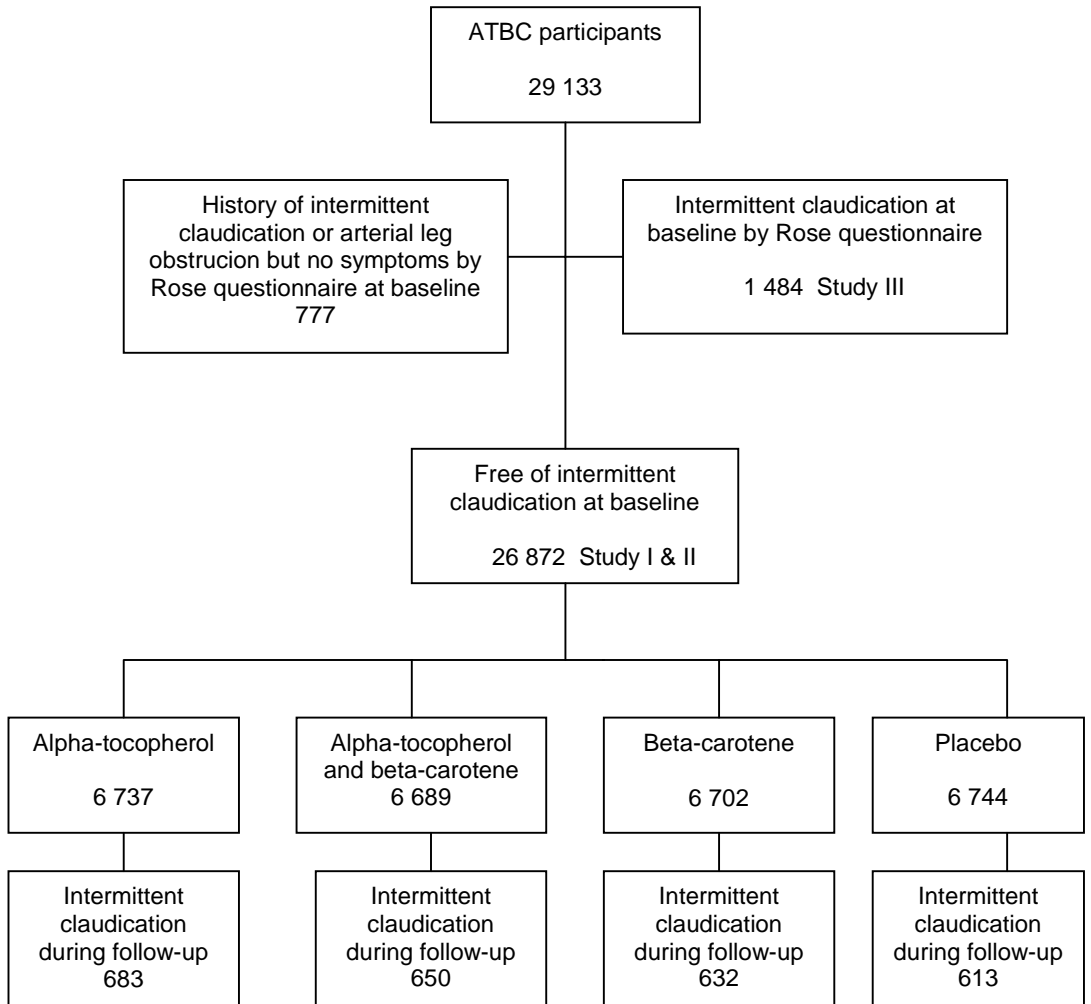 ATBC participants
29 133
History of intermittent
claudication or arterial leg
obstrucion but no symptoms by
Rose questionnaire at baseline
777
Intermittent claudication at
baseline by Rose questionnaire
1 484 Study III
Free of intermittent
claudication at baseline
26 872 Study I & II
Alpha-tocopherol
6 737
Alpha-tocopherol
and beta-carotene
6 689
Beta-carotene
6 702
Placebo
6 744
Intermittent
claudication
during follow-up
683
Intermittent
claudication
during follow-up
650
Intermittent
claudication
during follow-up
632
Intermittent
claudication
during follow-up
613